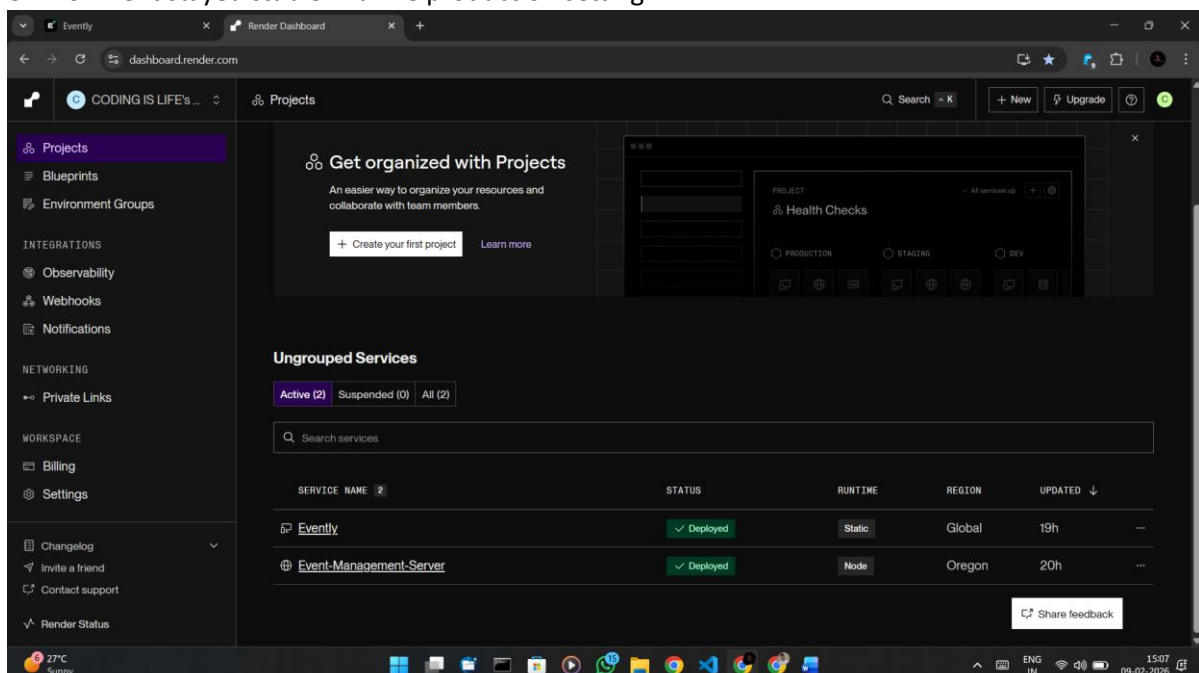 Evently
Render Dashboard
dashboard.render.com
CODING IS LIFE's ...
Projects
Search
K
+ New
Upgrade
C
Projects
Blueprints
Environment Groups
INTEGRATIONS
Observability
Webhooks
Notifications
NETWORKING
Private Links
WORKSPACE
Billing
Settings
Changelog
Invite a friend
Contact support
Render Status
Get organized with Projects
An easier way to organize your resources and
collaborate with team members.
+ Create your first project
Learn more
PROJECT
All services up
Health Checks
PRODUCTION
STAGING
DEV
Ungrouped Services
Active (2) Suspended (0) All (2)
Search services
SERVICE NAME 2 STATUS RUNTIME REGION UPDATED ↓
Evently ✓ Deployed Static Global 19h ...
Event-Management-Server ✓ Deployed Node Oregon 20h ...
Share feedback
27°C
Sunny
ENG
IN
15:07
09-02-2026